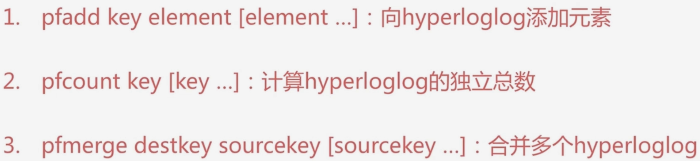 1. pfadd key element [element …]：向hyperloglog添加元素
2. pfcount key [key …]：计算hyperloglog的独立总数
3. pfmerge destkey sourcekey [sourcekey …]：合并多个hyperloglog